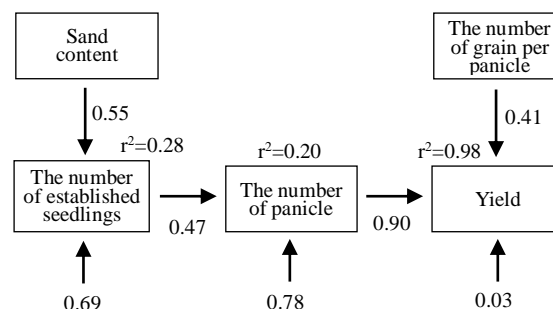 Sand
content
The number
of grain per
panicle
0.55
0.41
r²=0.28
r²=0.20
r²=0.98
The number
of established
seedlings
0.47
The number
of panicle
0.90
Yield
0.69
0.78
0.03